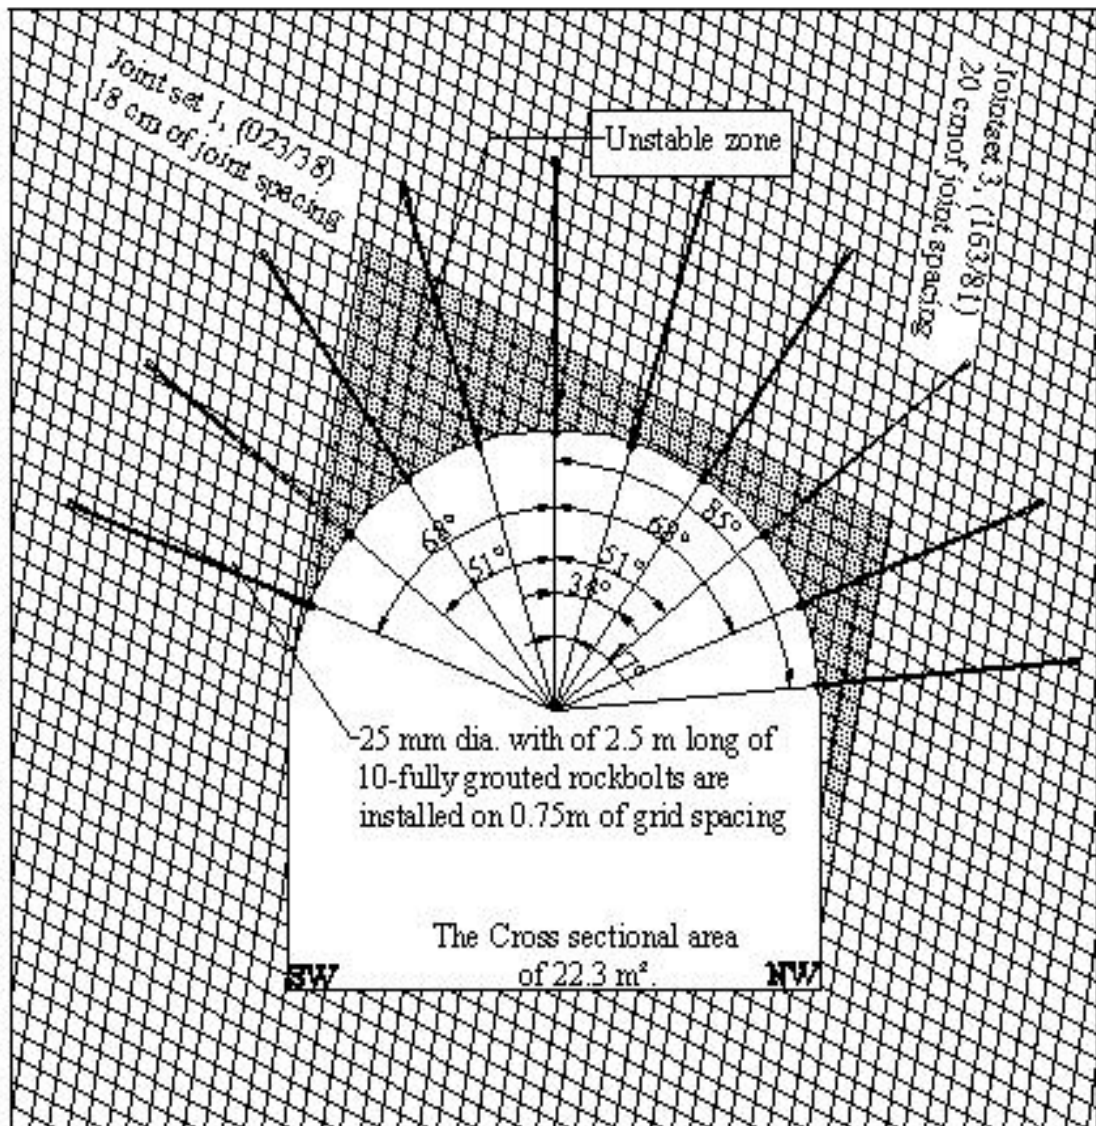 Joint set 1, (023/38)
18 cm of joint spacing
Unstable zone
Joint set 3, (163/81)
20 cm of joint spacing
68°
51°
85°
68°
51°
34°
17°
25 mm dia. with of 2.5 m long of
10-fully grouted rockbolts are
installed on 0.75m of grid spacing
The Cross sectional area
of 22.3 m².
SW
NW